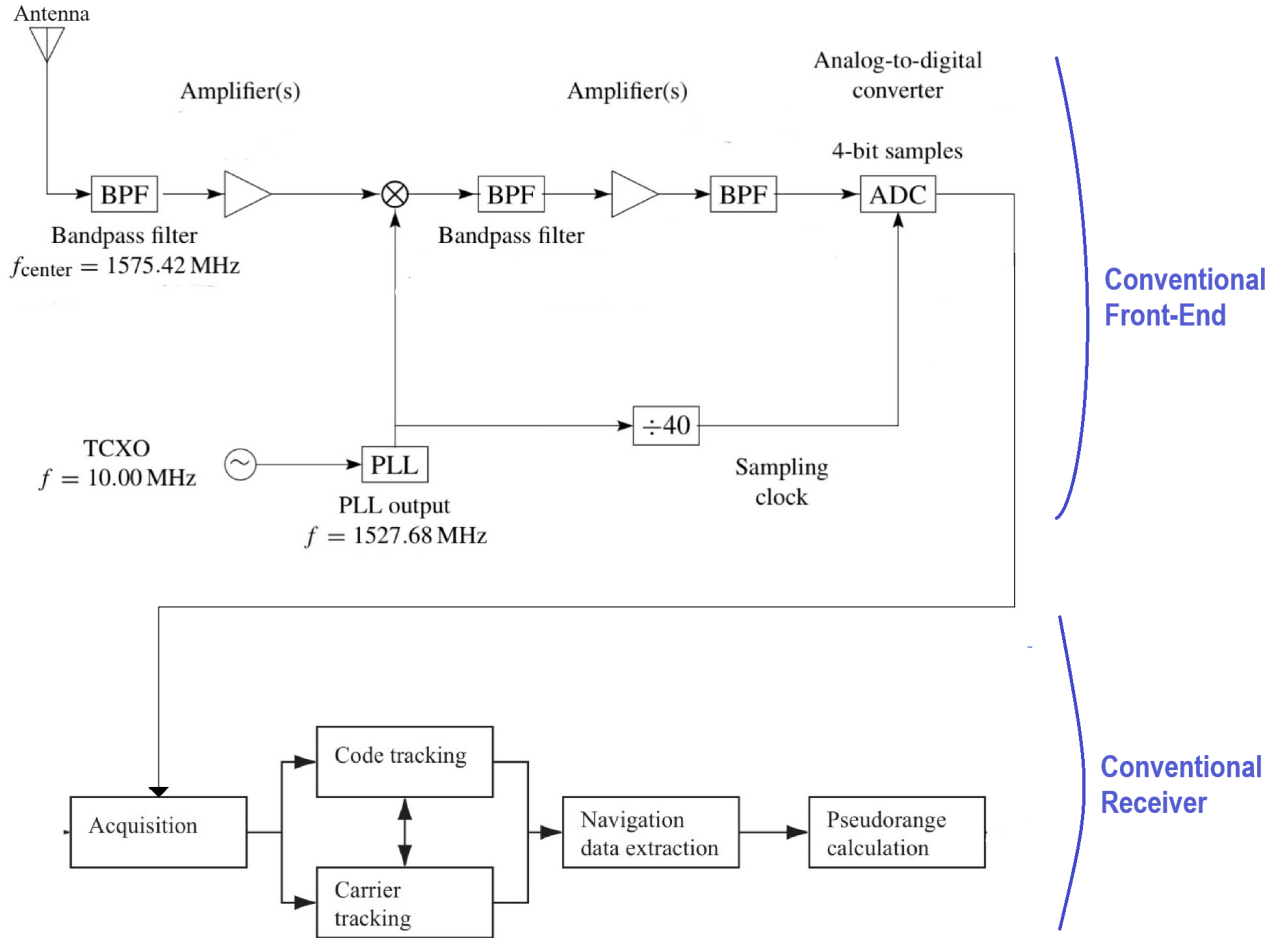 Antenna
Amplifier(s)
Amplifier(s)
Analog-to-digital
converter
4-bit samples
BPF
BPF
BPF
ADC
Bandpass filter
f_center = 1575.42 MHz
Bandpass filter
Conventional
Front-End
÷40
TCXO
f = 10.00 MHz
PLL
Sampling
clock
PLL output
f = 1527.68 MHz
Code tracking
Acquisition
Navigation
data extraction
Pseudorange
calculation
Carrier
tracking
Conventional
Receiver